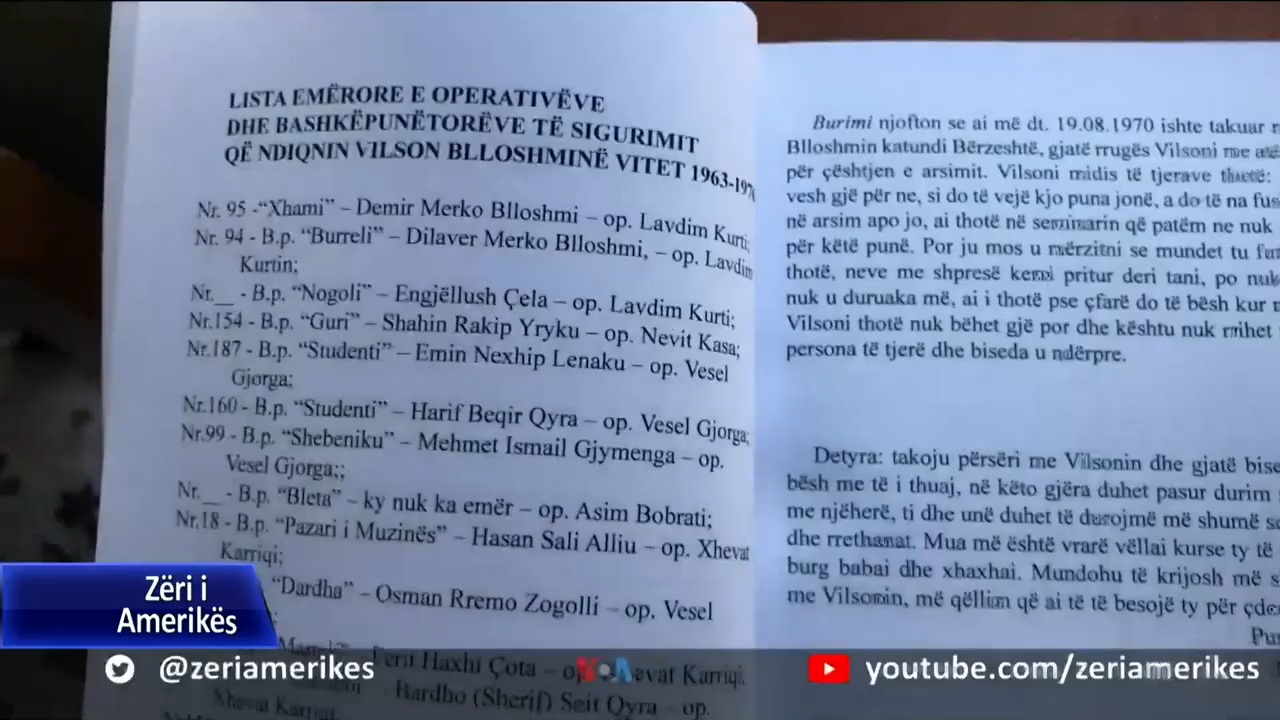 LISTA EMËRORE E OPERATIVËVE
DHE BASHKËPUNËTORËVE TË SIGURIMIT
QË NDIQNIN VILSON BLLOSHMINË VITET 1963-197
Nr. 95 -“Xhami” – Demir Merko Blloshmi – op. Lavdim Kurti;
Nr. 94 - B.p. “Burreli” – Dilaver Merko Blloshmi, – op. Lavdim
Kurtin;
Nr.__ - B.p. “Nogoli” – Engjëllush Çela – op. Lavdim Kurti;
Nr.154 - B.p. “Guri” – Shahin Rakip Yryku – op. Nevit Kasa;
Nr.187 - B.p. “Studenti” – Emin Nexhip Lenaku – op. Vesel
Gjorga;
Nr.160 - B.p. “Studenti” – Harif Beqir Qyra – op. Vesel Gjorga;
Nr.99 - B.p. “Shebeniku” – Mehmet Ismail Gjymenga – op.
Vesel Gjorga;;
Nr.__ - B.p. “Bleta” – ky nuk ka emër – op. Asim Bobrati;
Nr.18 - B.p. “Pazari i Muzinës” – Hasan Sali Alliu – op. Xhevat
Karriqi;
“Dardha” – Osman Rremo Zogolli – op. Vesel
Ferit Haxhi Çota – Karriqi.
– Bardho (Sherif) Seit Qyra – op.
Xhevat Karriqi
Burimi njofton se ai më dt. 19.08.1970 ishte takuar
Blloshmin katundi Bërzeshtë, gjatë rrugës Vilsoni me
për çështjen e arsimit. Vilsoni midis të tjerave thotë:
vesh gjë për ne, si do të vejë kjo puna jonë, a do të na
në arsim apo jo, ai thotë në seminarin që patëm ne nuk
për këtë punë. Por ju mos u mërzitni se mundet tu
thotë, neve me shpresë kemi pritur deri tani, po
nuk u duruaka më, ai i thotë pse çfarë do të bësh kur
Vilsoni thotë nuk bëhet gjë por dhe kështu nuk rrihet
persona të tjerë dhe biseda u ndërpre.
Detyra: takoju përsëri me Vilsonin dhe gjatë
bësh me të i thuaj, në këto gjëra duhet pasur durim
me njëherë, ti dhe unë duhet të durojmë më shumë
dhe rrethanat. Mua më është vrarë vëllai kurse ty të
burg babai dhe xhaxhai. Mundohu të krijosh më
me Vilsonin, më qëllim që ai të të besojë ty për
Zëri i
Amerikës
@zeriamerikes
VOA
youtube.com/zeriamerikes